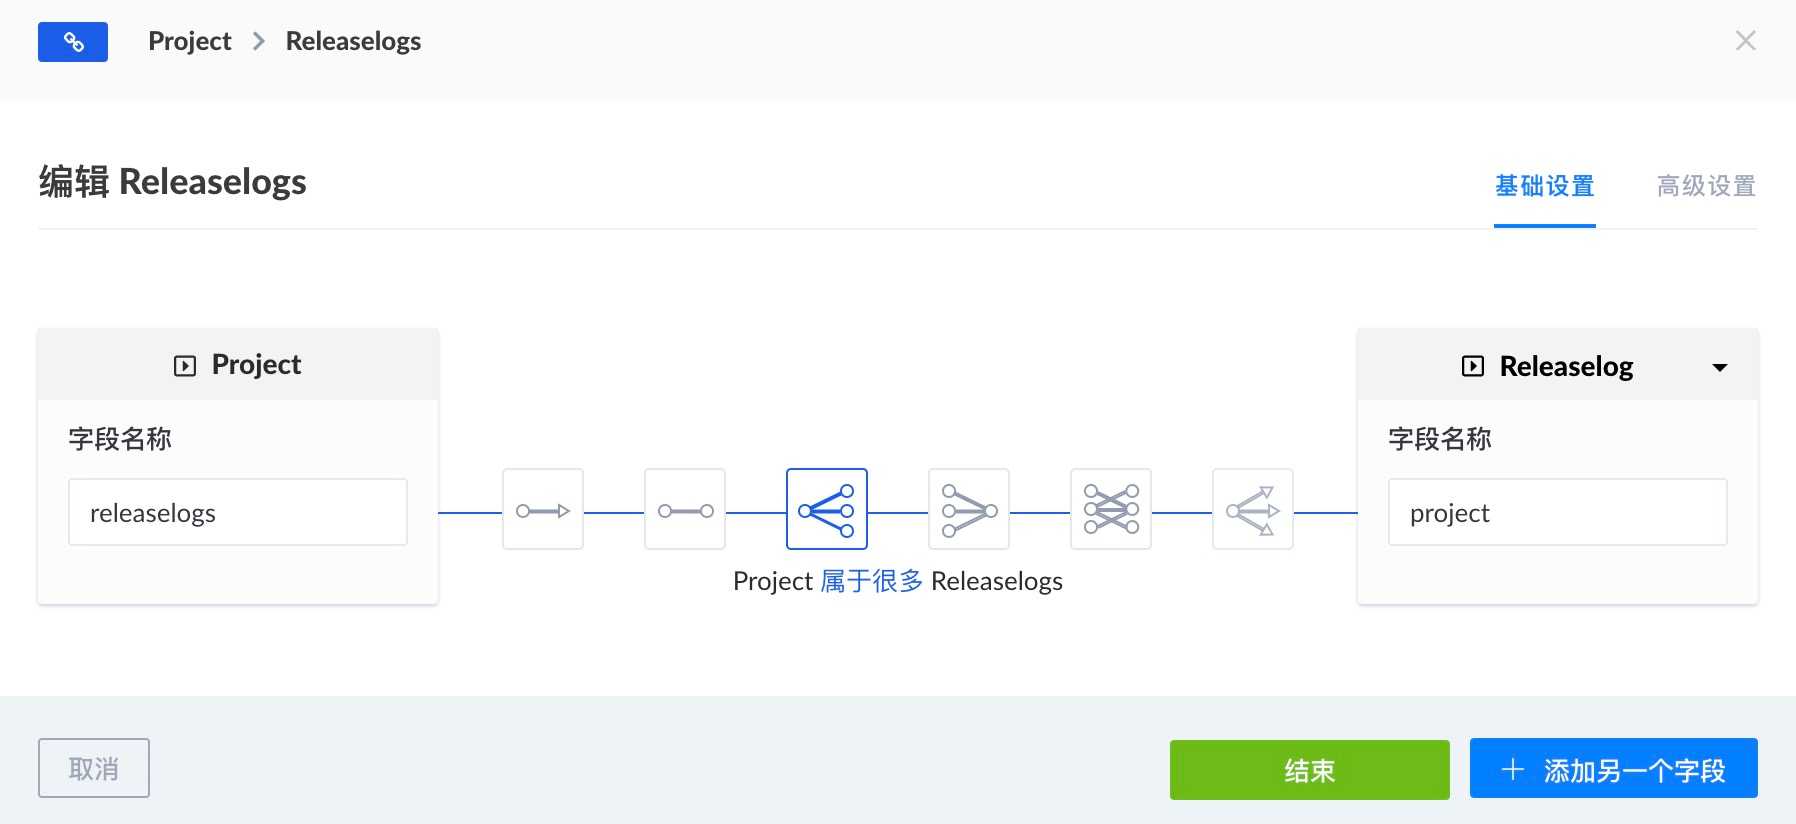 Project > Releaselogs
编辑 Releaselogs
基础设置 高级设置
Project
字段名称
releaselogs
Releaselog
字段名称
project
Project 属于很多 Releaselogs
取消
结束
+ 添加另一个字段